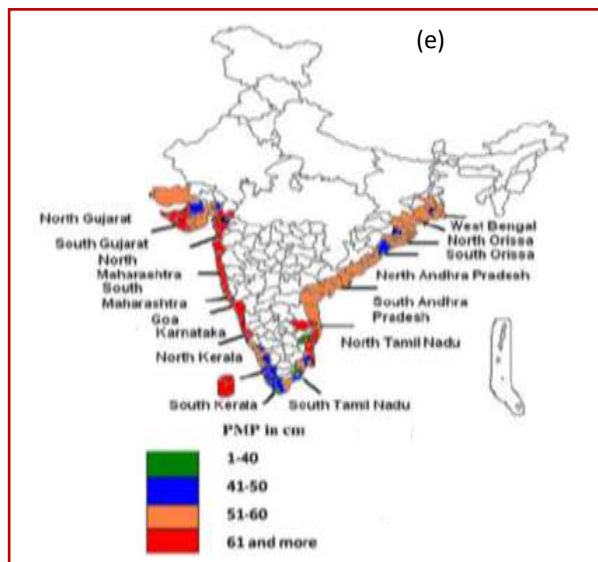 (e)
North Gujarat
South Gujarat
North
Maharashtra
South
Maharashtra
Goa
Karnataka
North Kerala
South Kerala
West Bengal
North Orissa
South Orissa
North Andhra Pradesh
South Andhra
Pradesh
North Tamil Nadu
South Tamil Nadu
PMP in cm
1-40
41-50
51-60
61 and more